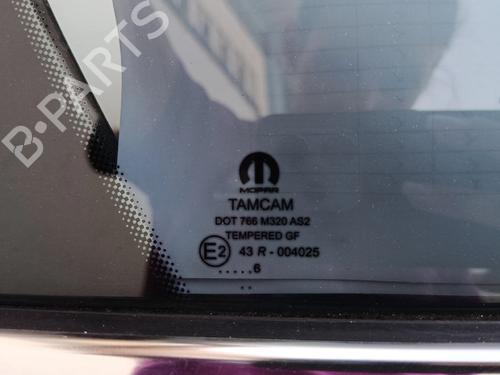 B-PARTS
MOPAR
TAMCAM
DOT 766 M320 AS2
TEMPERED GF
E2 43 R - 004025
.....6